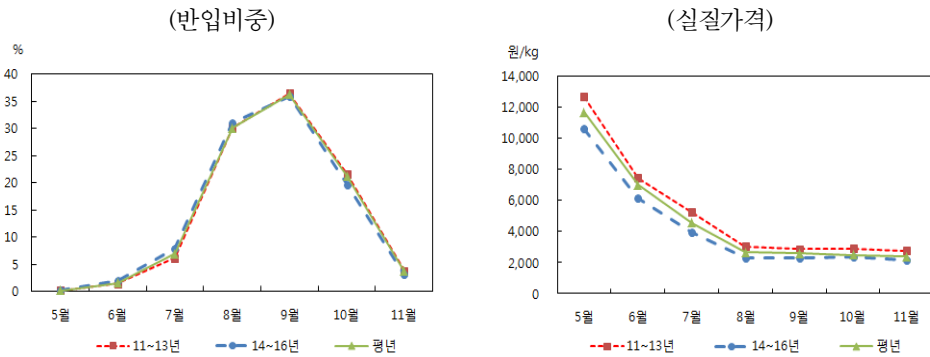 (반입비중)
%
40
35
30
25
20
15
10
5
0
5월 6월 7월 8월 9월 10월 11월
11~13년 14~16년 평년
(실질가격)
원/kg
14,000
12,000
10,000
8,000
6,000
4,000
2,000
0
5월 6월 7월 8월 9월 10월 11월
11~13년 14~16년 평년